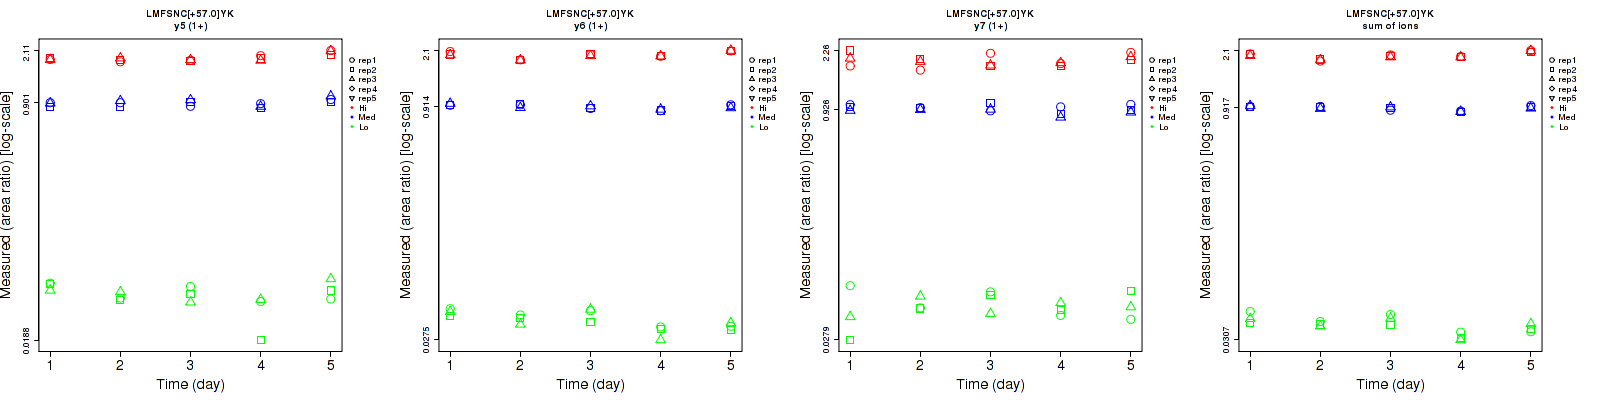 LMFSNC[+57.0]YK
y5 (1+)
Measured (area ratio) [log-scale]
2.11
0.901
0.0188
1 2 3 4 5
Time (day)
rep1
rep2
rep3
rep4
rep5
Hi
Med
Lo
LMFSNC[+57.0]YK
y6 (1+)
Measured (area ratio) [log-scale]
2.1
0.914
0.0275
1 2 3 4 5
Time (day)
rep1
rep2
rep3
rep4
rep5
Hi
Med
Lo
LMFSNC[+57.0]YK
y7 (1+)
Measured (area ratio) [log-scale]
2.26
0.926
0.0279
1 2 3 4 5
Time (day)
rep1
rep2
rep3
rep4
rep5
Hi
Med
Lo
LMFSNC[+57.0]YK
sum of ions
Measured (area ratio) [log-scale]
2.1
0.917
0.0307
1 2 3 4 5
Time (day)
rep1
rep2
rep3
rep4
rep5
Hi
Med
Lo